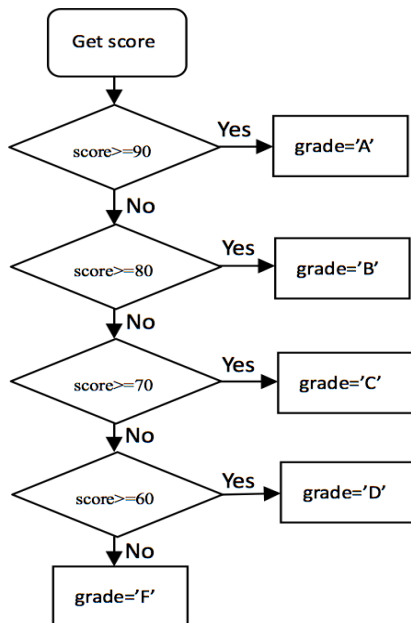 Get score
score>=90
Yes
grade=’A’
No
score>=80
Yes
grade=’B’
No
score>=70
Yes
grade=’C’
No
score>=60
Yes
grade=’D’
No
grade=’F’